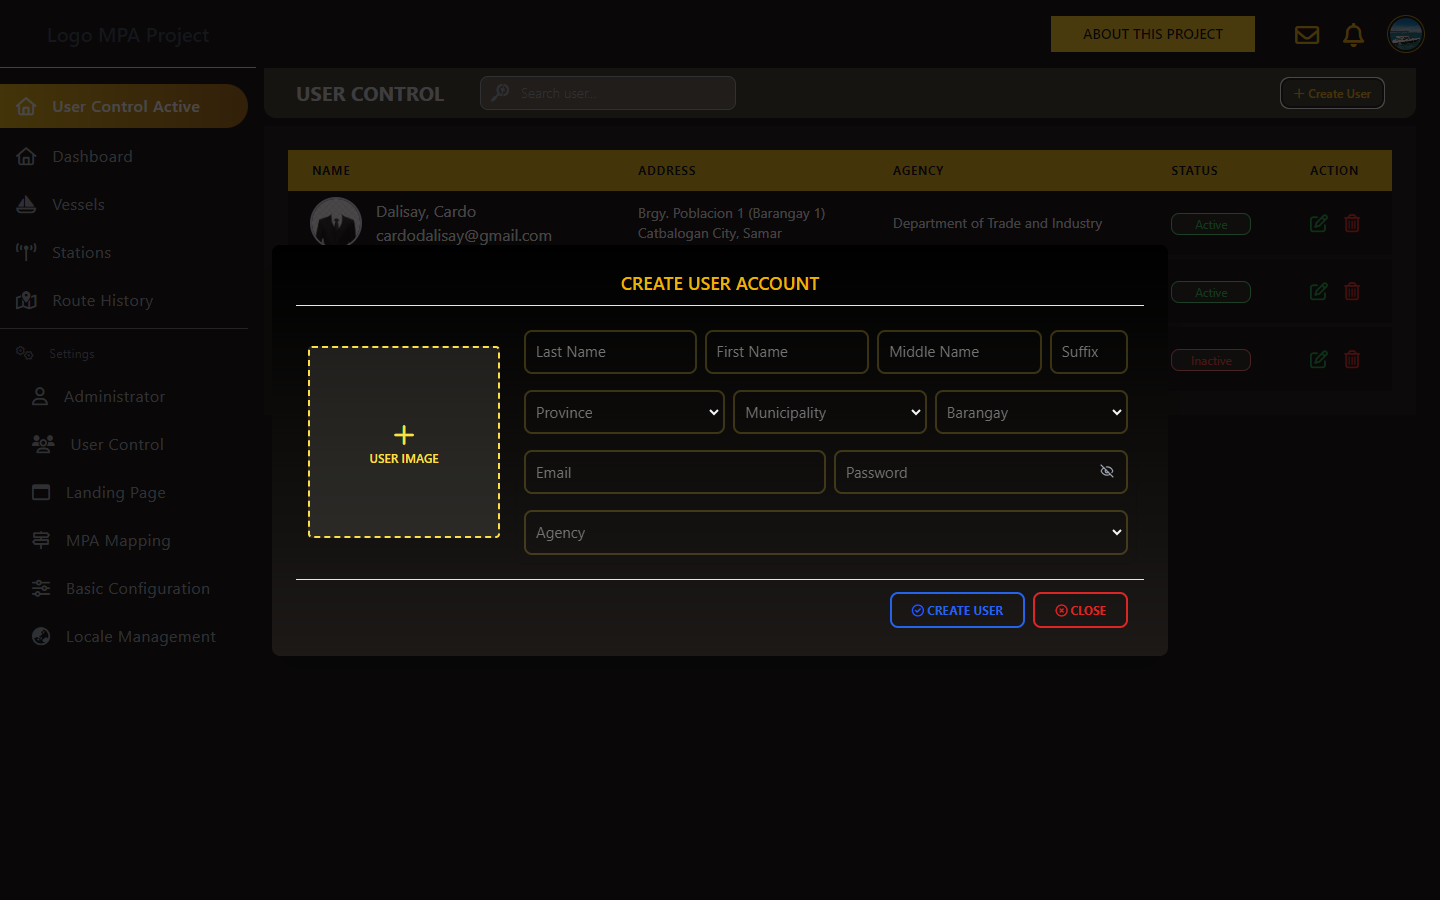 Logo MPA Project
ABOUT THIS PROJECT
User Control Active
Dashboard
Vessels
Stations
Route History
Settings
Administrator
User Control
Landing Page
MPA Mapping
Basic Configuration
Locale Management
USER CONTROL
Search user..
+ Create User
NAME ADDRESS AGENCY STATUS ACTION
Dalisay, Cardo
cardodalisay@gmail.com
Brgy. Poblacion 1 (Barangay 1)
Catbalogan City, Samar
Department of Trade and Industry
Active
Active
Inactive
CREATE USER ACCOUNT
USER IMAGE
Last Name First Name Middle Name Suffix
Province Municipality Barangay
Email Password
Agency
CREATE USER CLOSE